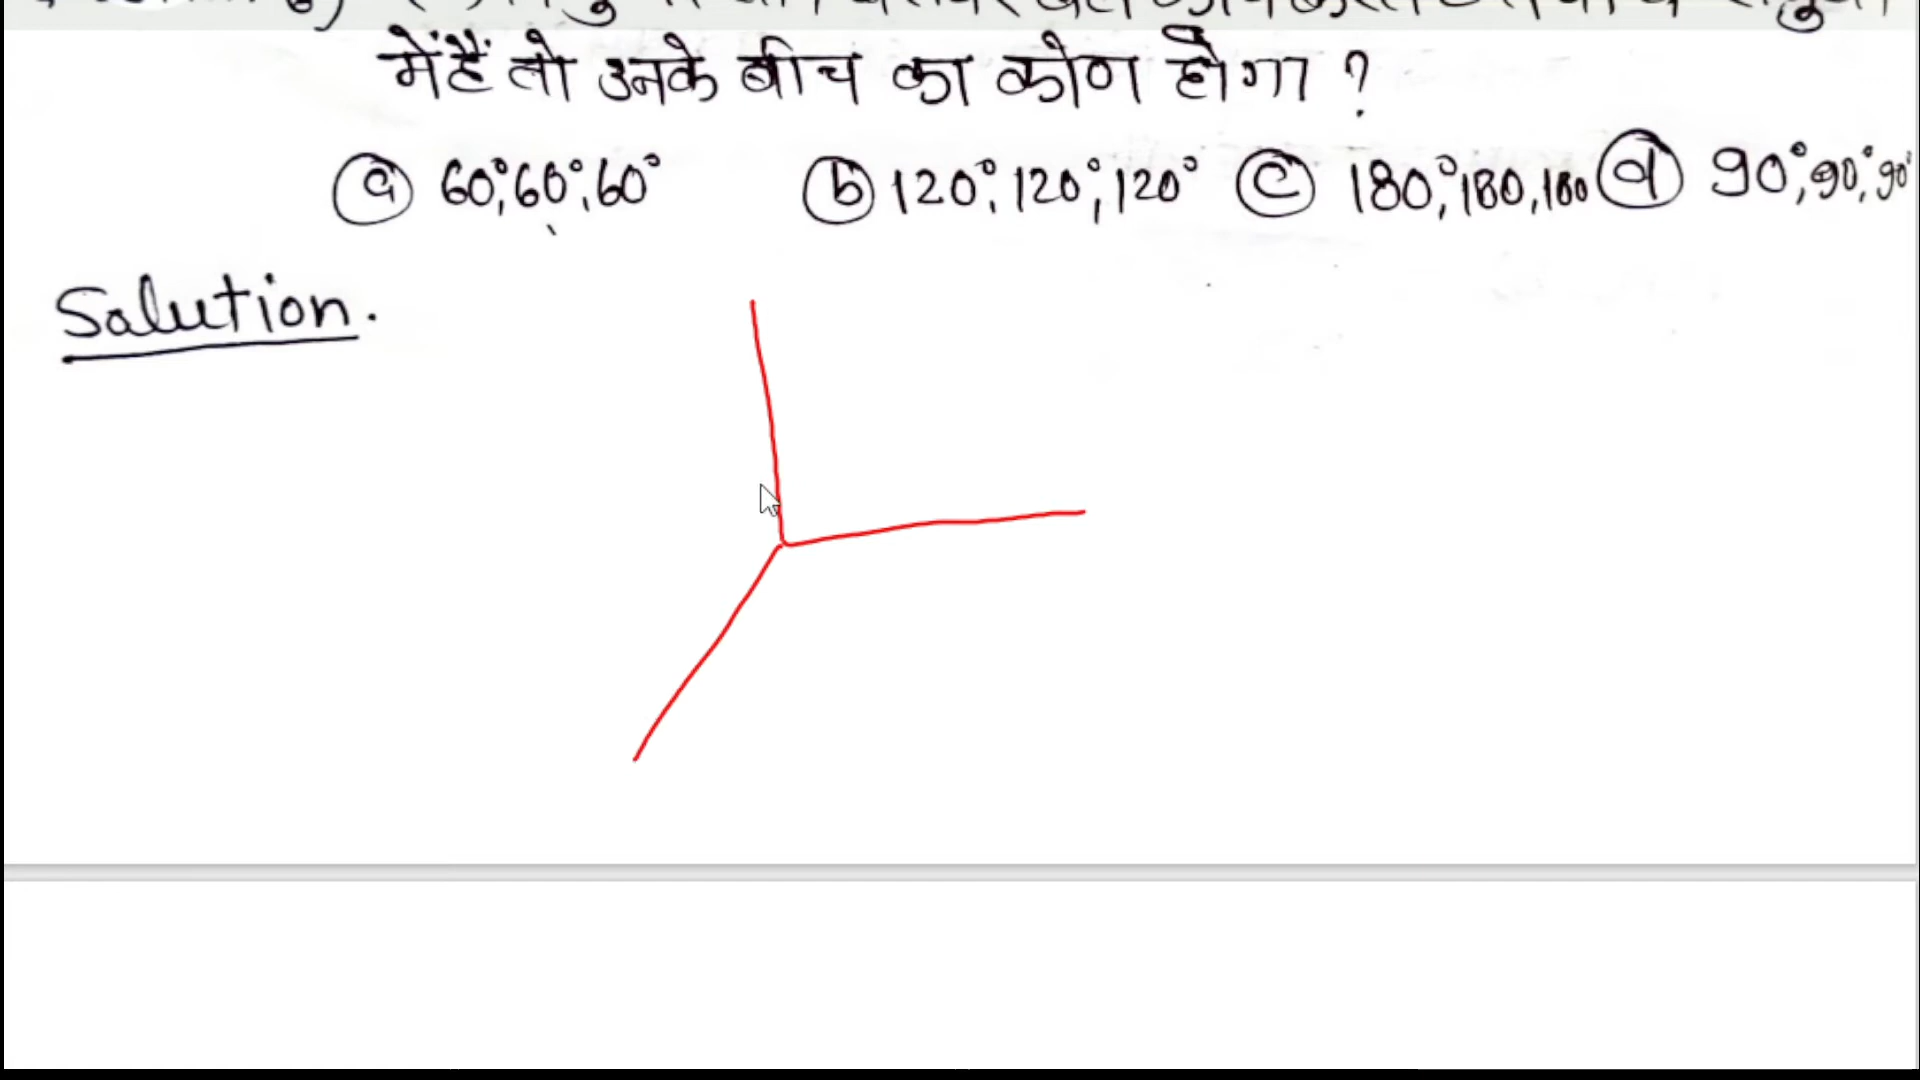 में हैं तो उनके बीच का कोण होगा ?
(a) 60°, 60°, 60° (b) 120°, 120°, 120° (c) 180°, 180, 180 (d) 90°, 90°, 90°
Solution.